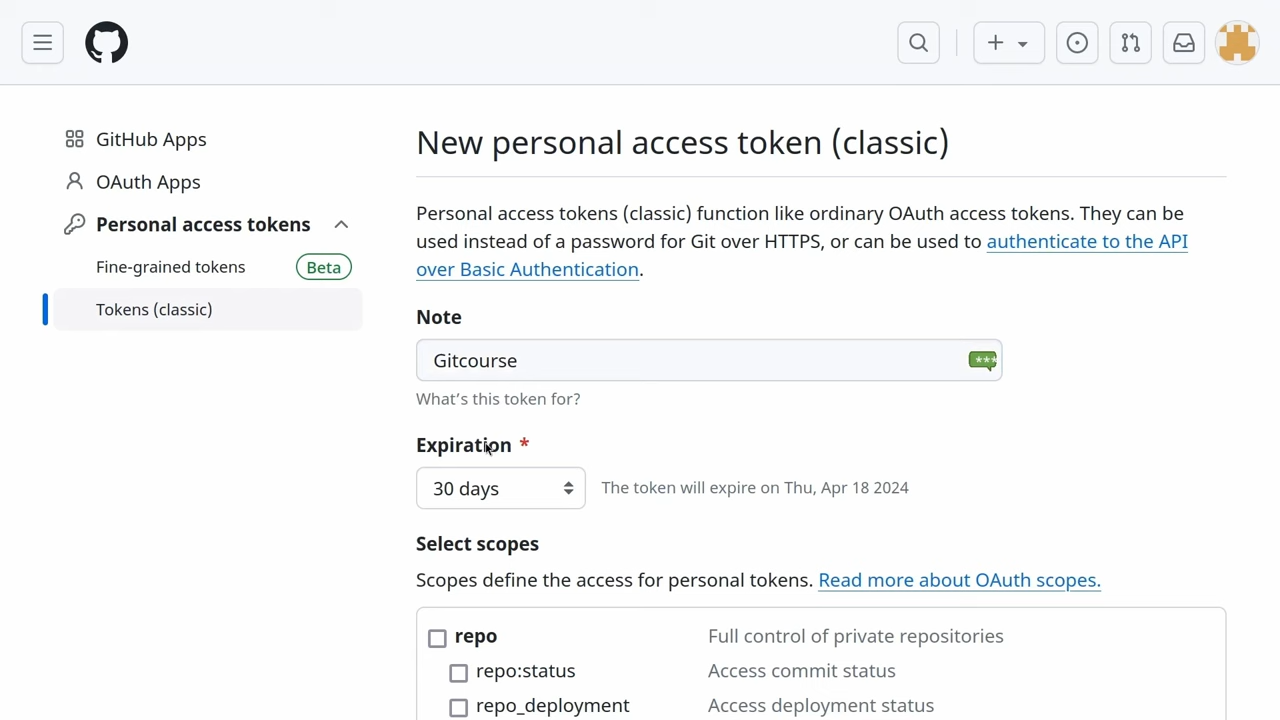 GitHub Apps
OAuth Apps
Personal access tokens
Fine-grained tokens Beta
Tokens (classic)
New personal access token (classic)
Personal access tokens (classic) function like ordinary OAuth access tokens. They can be
used instead of a password for Git over HTTPS, or can be used to authenticate to the API
over Basic Authentication.
Note
Gitcourse
***
What's this token for?
Expiration *
30 days The token will expire on Thu, Apr 18 2024
Select scopes
Scopes define the access for personal tokens. Read more about OAuth scopes.
repo Full control of private repositories
repo:status Access commit status
repo_deployment Access deployment status